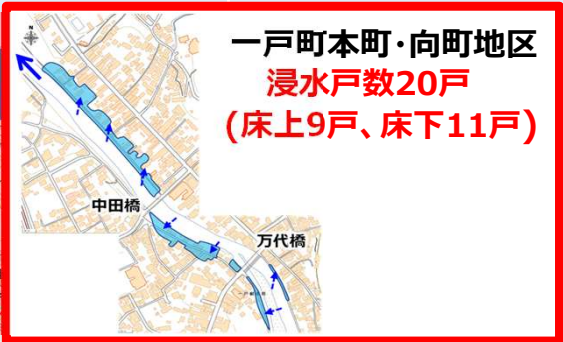 一戸町本町・向町地区
浸水戸数20戸
(床上9戸、床下11戸)
N
中田橋
万代橋